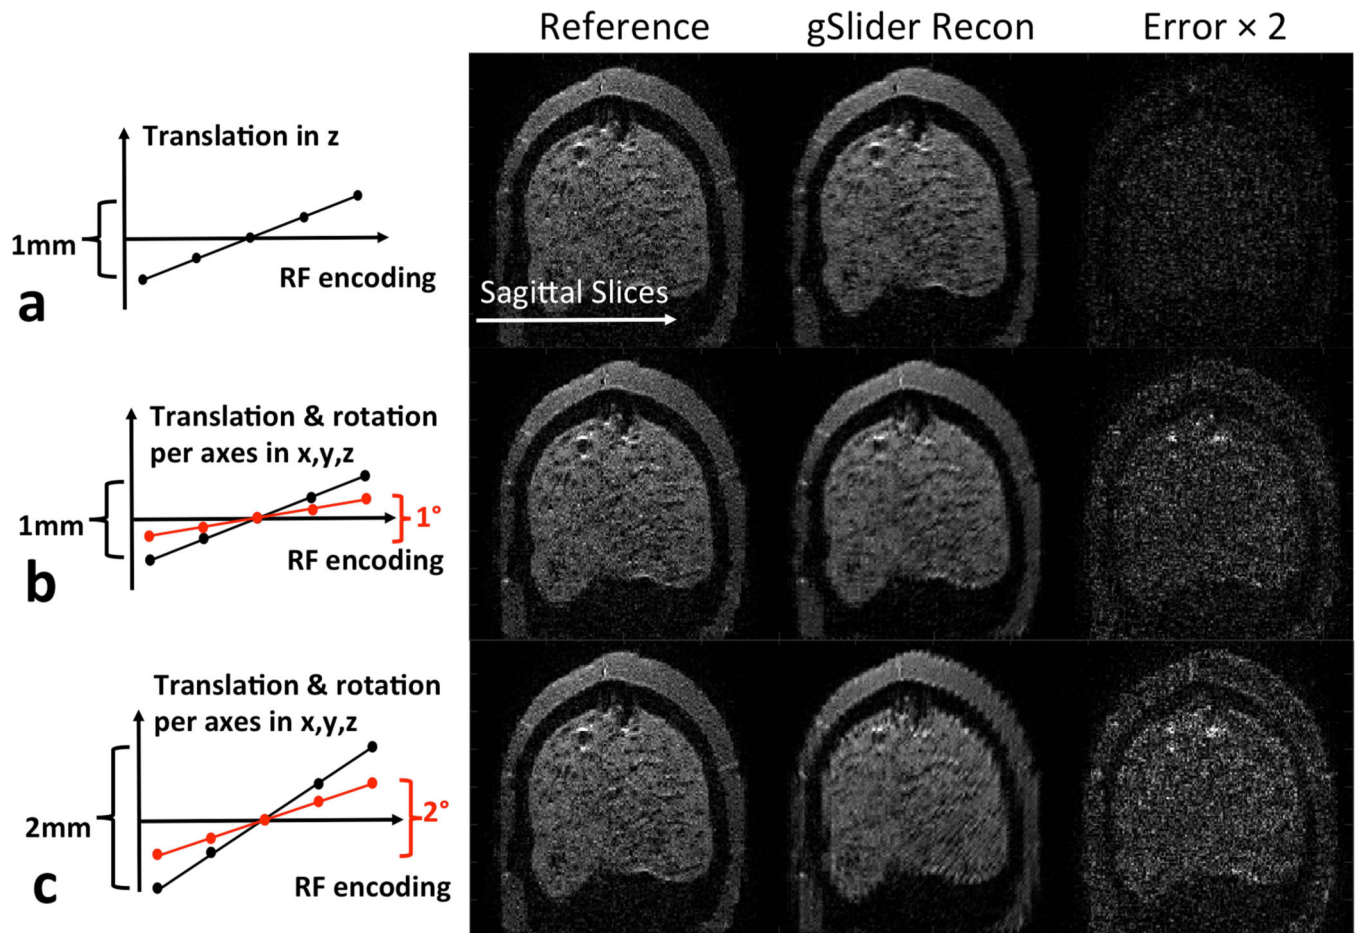 Reference gSlider Recon Error × 2
Translation in z
1mm
RF encoding
a
Sagittal Slices
Translation & rotation
per axes in x,y,z
1mm
1°
RF encoding
b
Translation & rotation
per axes in x,y,z
2mm
2°
RF encoding
c